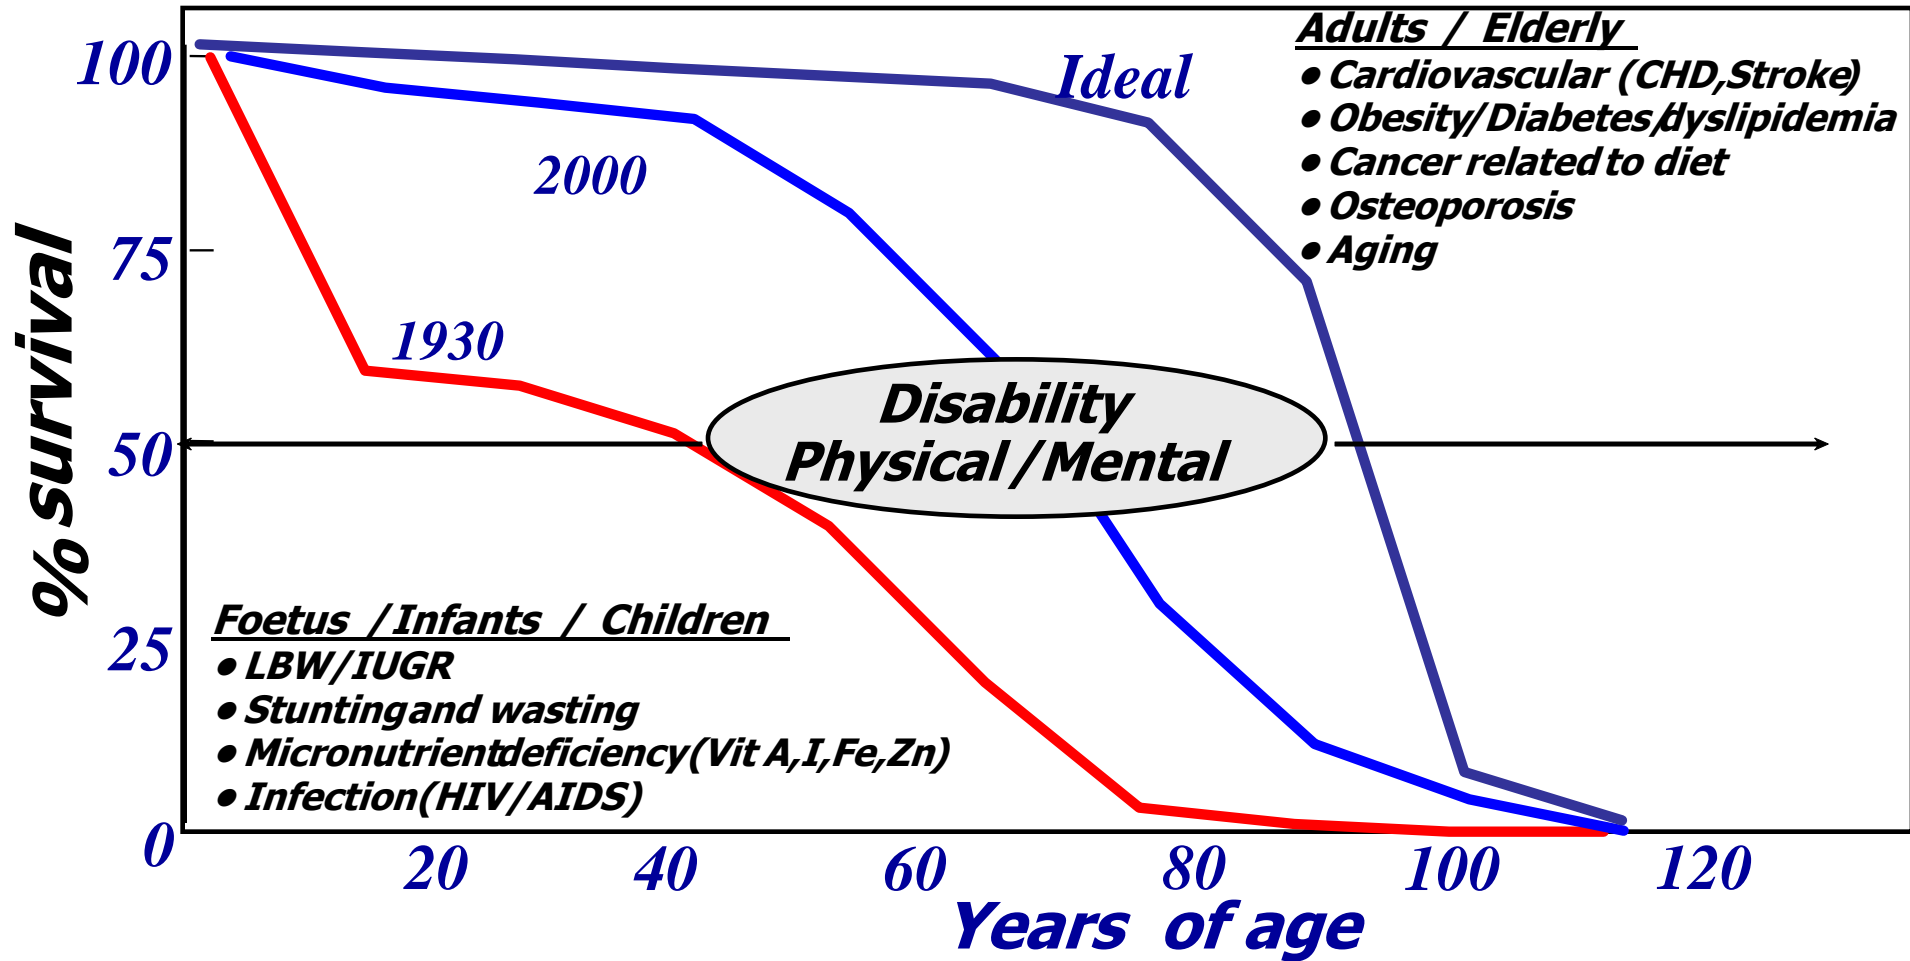 Adults / Elderly
● Cardiovascular (CHD,Stroke)
● Obesity/Diabetes/dyslipidemia
● Cancer related to diet
● Osteoporosis
● Aging
Ideal
2000
1930
100
75
50
25
0
% survival
Disability
Physical/Mental
Foetus / Infants / Children
● LBW/IUGR
● Stunting and wasting
● Micronutrient deficiency (Vit A,I,Fe,Zn)
● Infection (HIV/AIDS)
20 40 60 80 100 120
Years of age